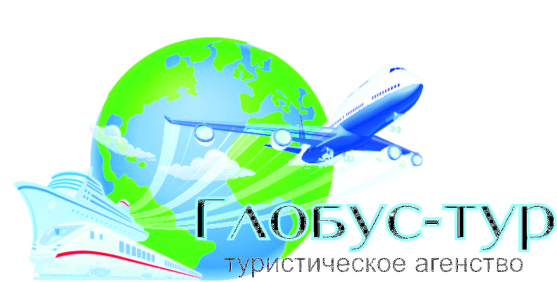 Глобус-тур
туристическое агенство